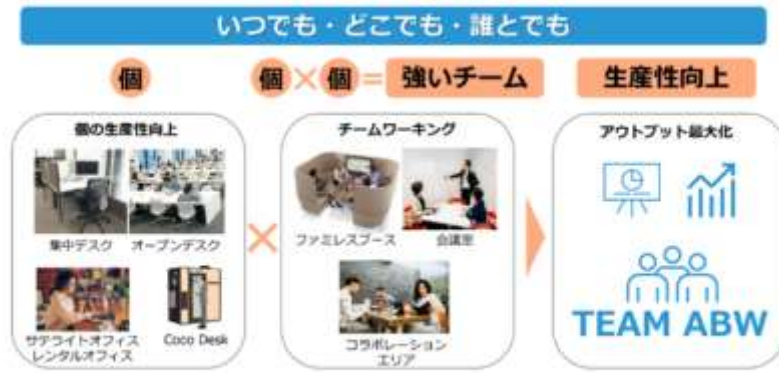 いつでも・どこでも・誰とでも
個
個×個=強いチーム
生産性向上
個の生産性向上
集中デスク
オープンデスク
サテライトオフィス
レンタルオフィス
Coco Desk
×
チームワーキング
ファミレスブース
会議室
コラボレーション
エリア
アウトプット最大化
TEAM ABW